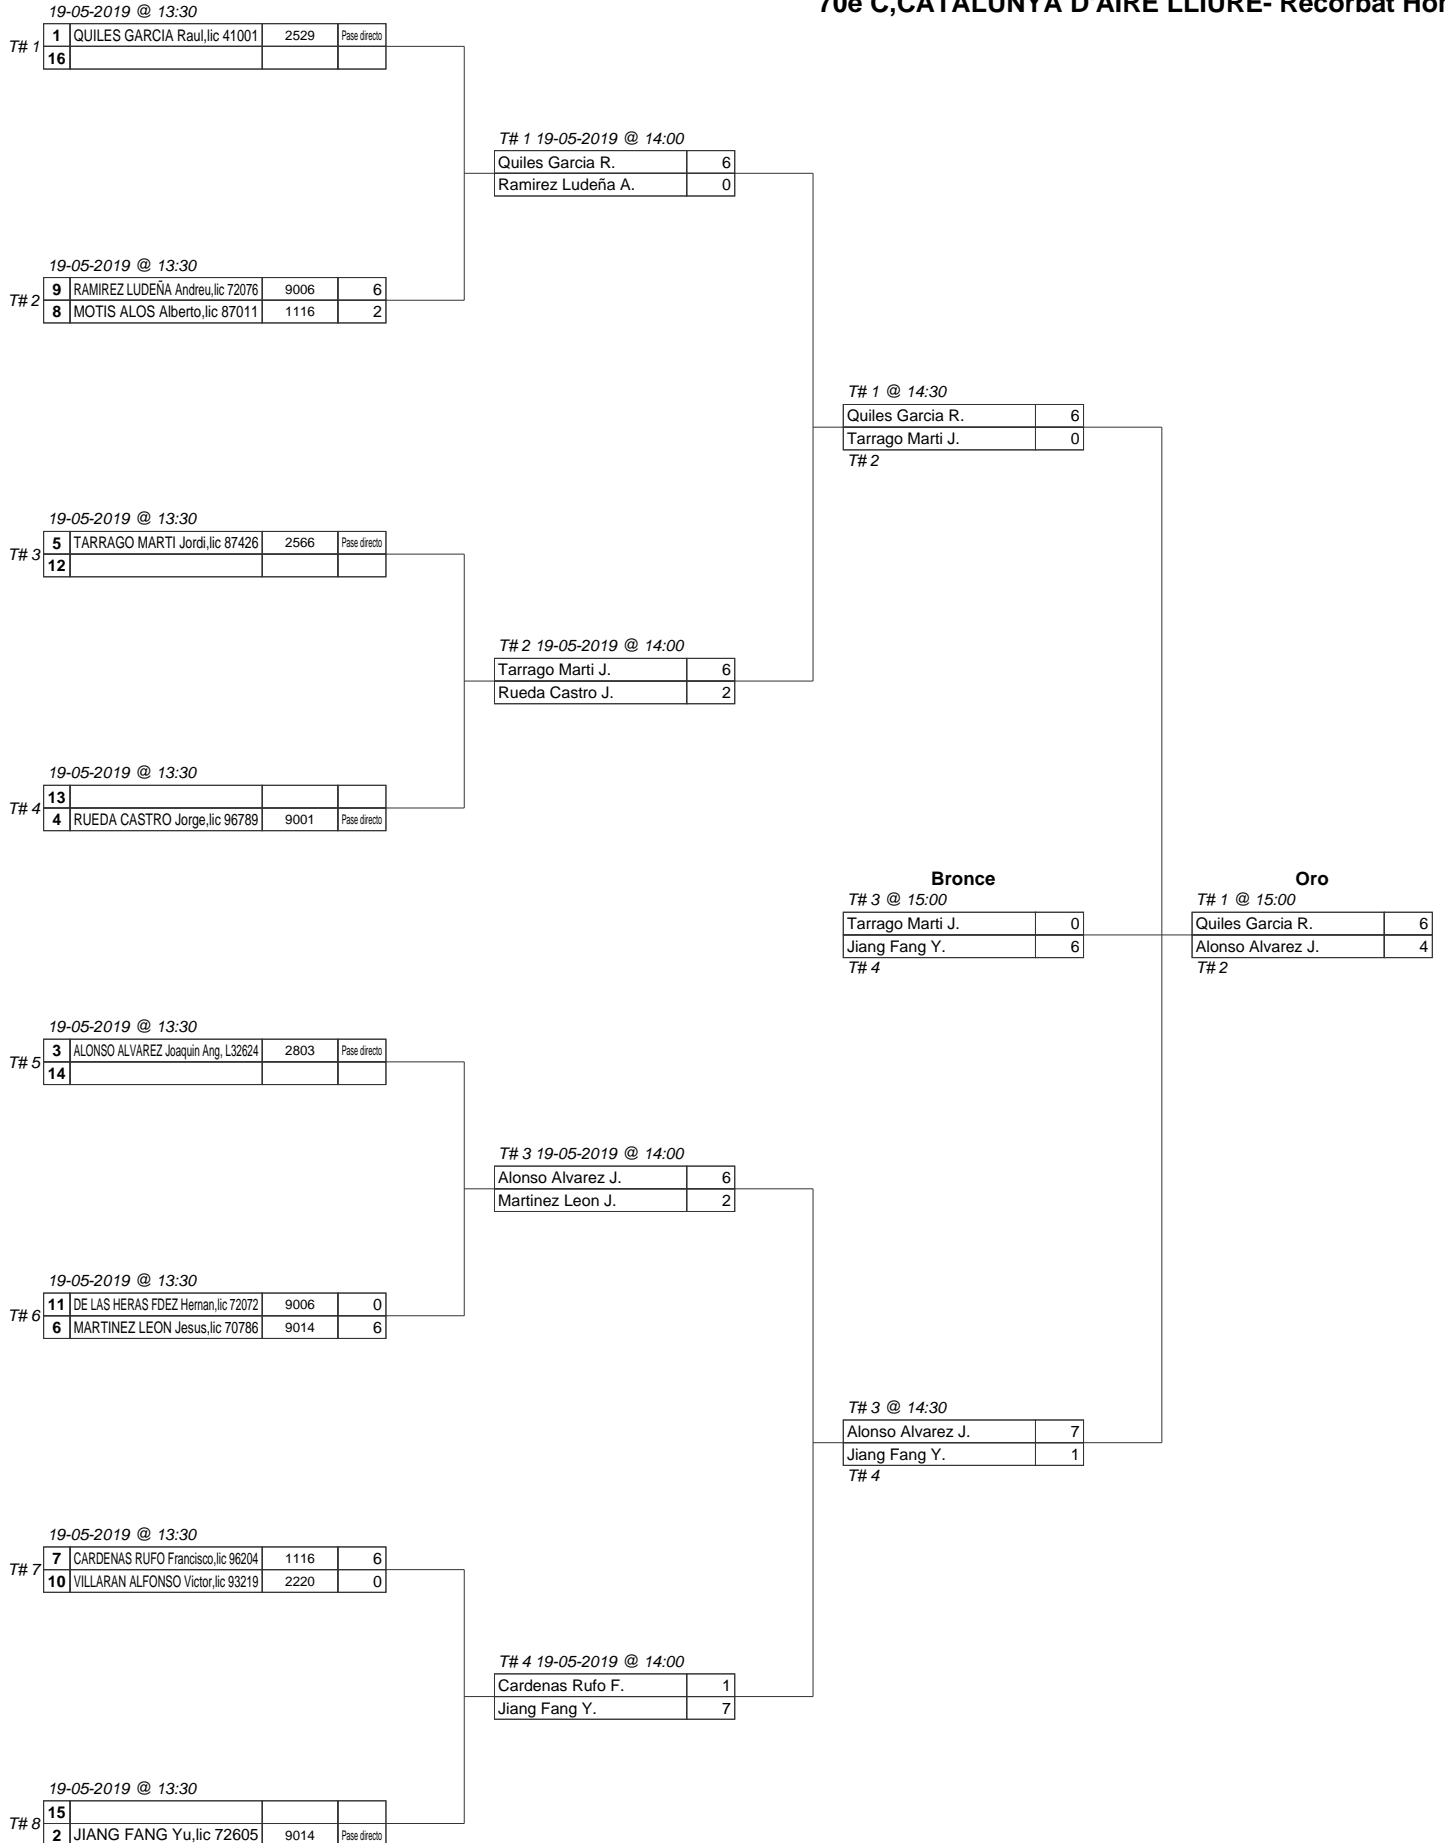 70è C,CATALUNYA D'AIRE LLIURE- Recorbat
19-05-2019 @ 13:30
T# 1
1 QUILES GARCIA Raul,lic 41001 2529 Pase directo
16
T# 1 19-05-2019 @ 14:00
Quiles Garcia R. 6
Ramirez Ludeña A. 0
19-05-2019 @ 13:30
T# 2
9 RAMIREZ LUDEÑA Andreu,lic 72076 9006 6
8 MOTIS ALOS Alberto,lic 87011 1116 2
T# 1 @ 14:30
Quiles Garcia R. 6
Tarrago Marti J. 0
T# 2
19-05-2019 @ 13:30
T# 3
5 TARRAGO MARTI Jordi,lic 87426 2566 Pase directo
12
T# 2 19-05-2019 @ 14:00
Tarrago Marti J. 6
Rueda Castro J. 2
19-05-2019 @ 13:30
T# 4
13
4 RUEDA CASTRO Jorge,lic 96789 9001 Pase directo
Bronce
T# 3 @ 15:00
Tarrago Marti J. 0
Jiang Fang Y. 6
T# 4
Oro
T# 1 @ 15:00
Quiles Garcia R. 6
Alonso Alvarez J. 4
T# 2
19-05-2019 @ 13:30
T# 5
3 ALONSO ALVAREZ Joaquin Ang, L32624 2803 Pase directo
14
T# 3 19-05-2019 @ 14:00
Alonso Alvarez J. 6
Martinez Leon J. 2
19-05-2019 @ 13:30
T# 6
11 DE LAS HERAS FDEZ Hernan,lic 72072 9006 0
6 MARTINEZ LEON Jesus,lic 70786 9014 6
T# 3 @ 14:30
Alonso Alvarez J. 7
Jiang Fang Y. 1
T# 4
19-05-2019 @ 13:30
T# 7
7 CARDENAS RUFO Francisco,lic 96204 1116 6
10 VILLARAN ALFONSO Victor,lic 93219 2220 0
T# 4 19-05-2019 @ 14:00
Cardenas Rufo F. 1
Jiang Fang Y. 7
19-05-2019 @ 13:30
T# 8
15
2 JIANG FANG Yu,lic 72605 9014 Pase directo